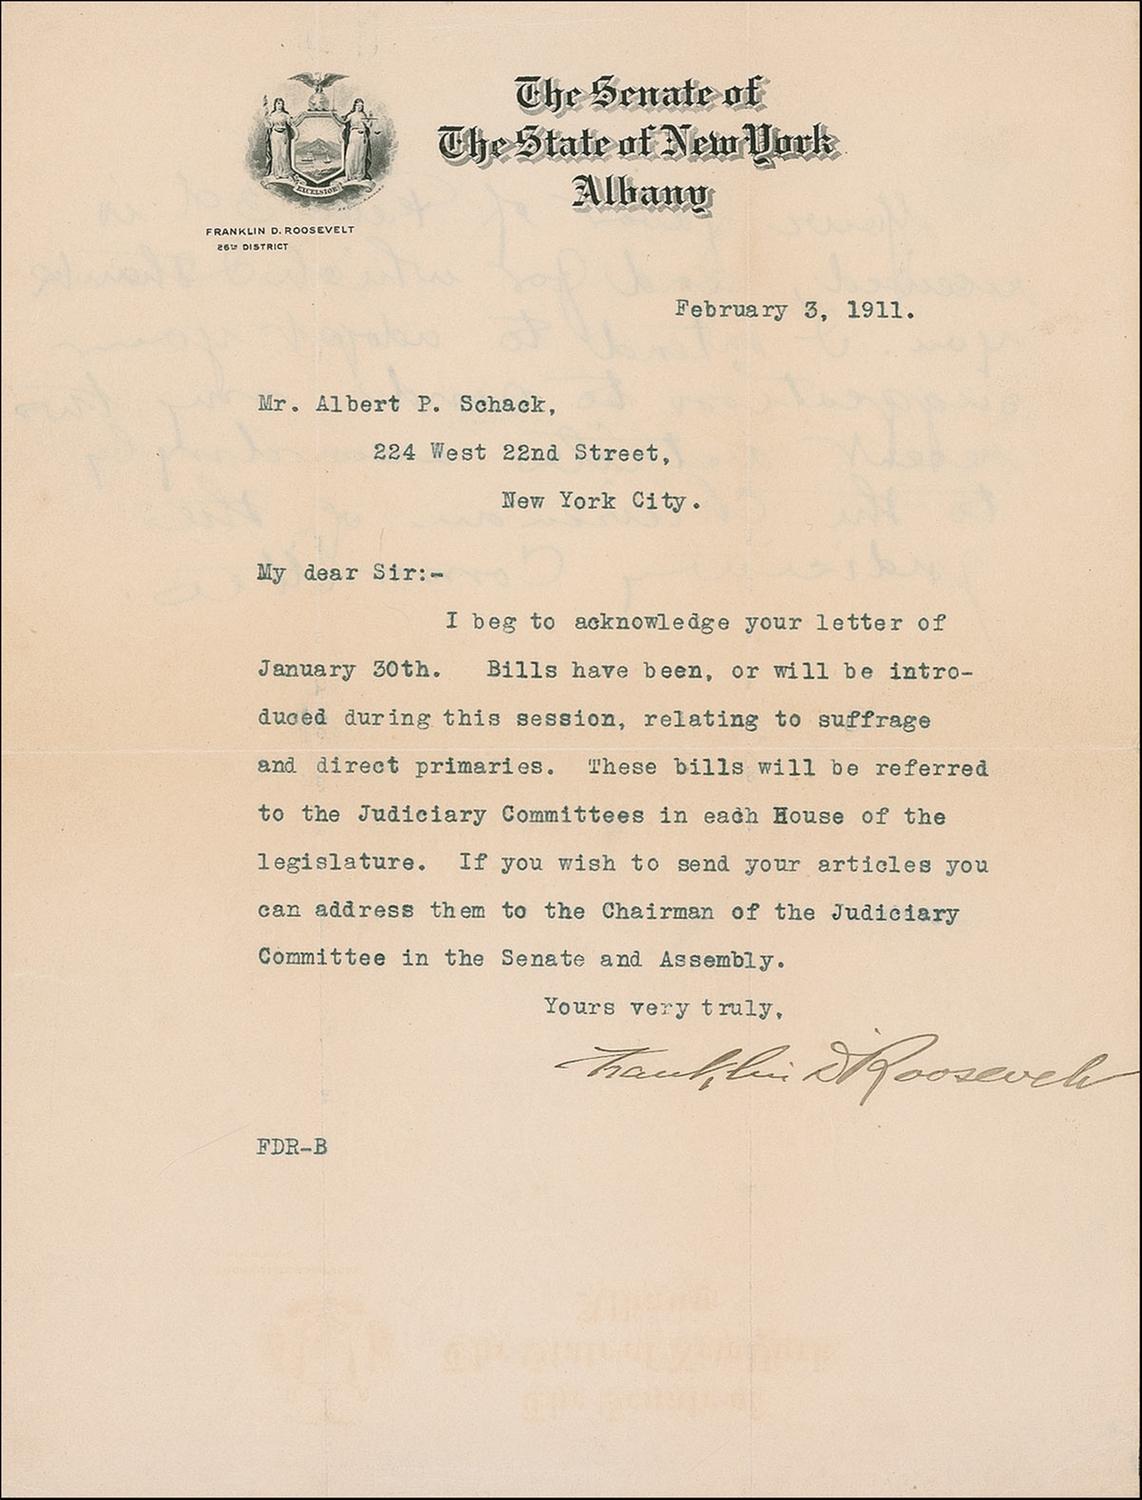 The Senate of
The State of New York
Albany
EXCELSIOR
FRANKLIN D. ROOSEVELT
26TH DISTRICT
February 3, 1911.
Mr. Albert P. Schack,
224 West 22nd Street,
New York City.
My dear Sir:-
I beg to acknowledge your letter of
January 30th. Bills have been, or will be intro-
duced during this session, relating to suffrage
and direct primaries. These bills will be referred
to the Judiciary Committees in each House of the
legislature. If you wish to send your articles you
can address them to the Chairman of the Judiciary
Committee in the Senate and Assembly.
Yours very truly,
Franklin D Roosevelt
FDR-B